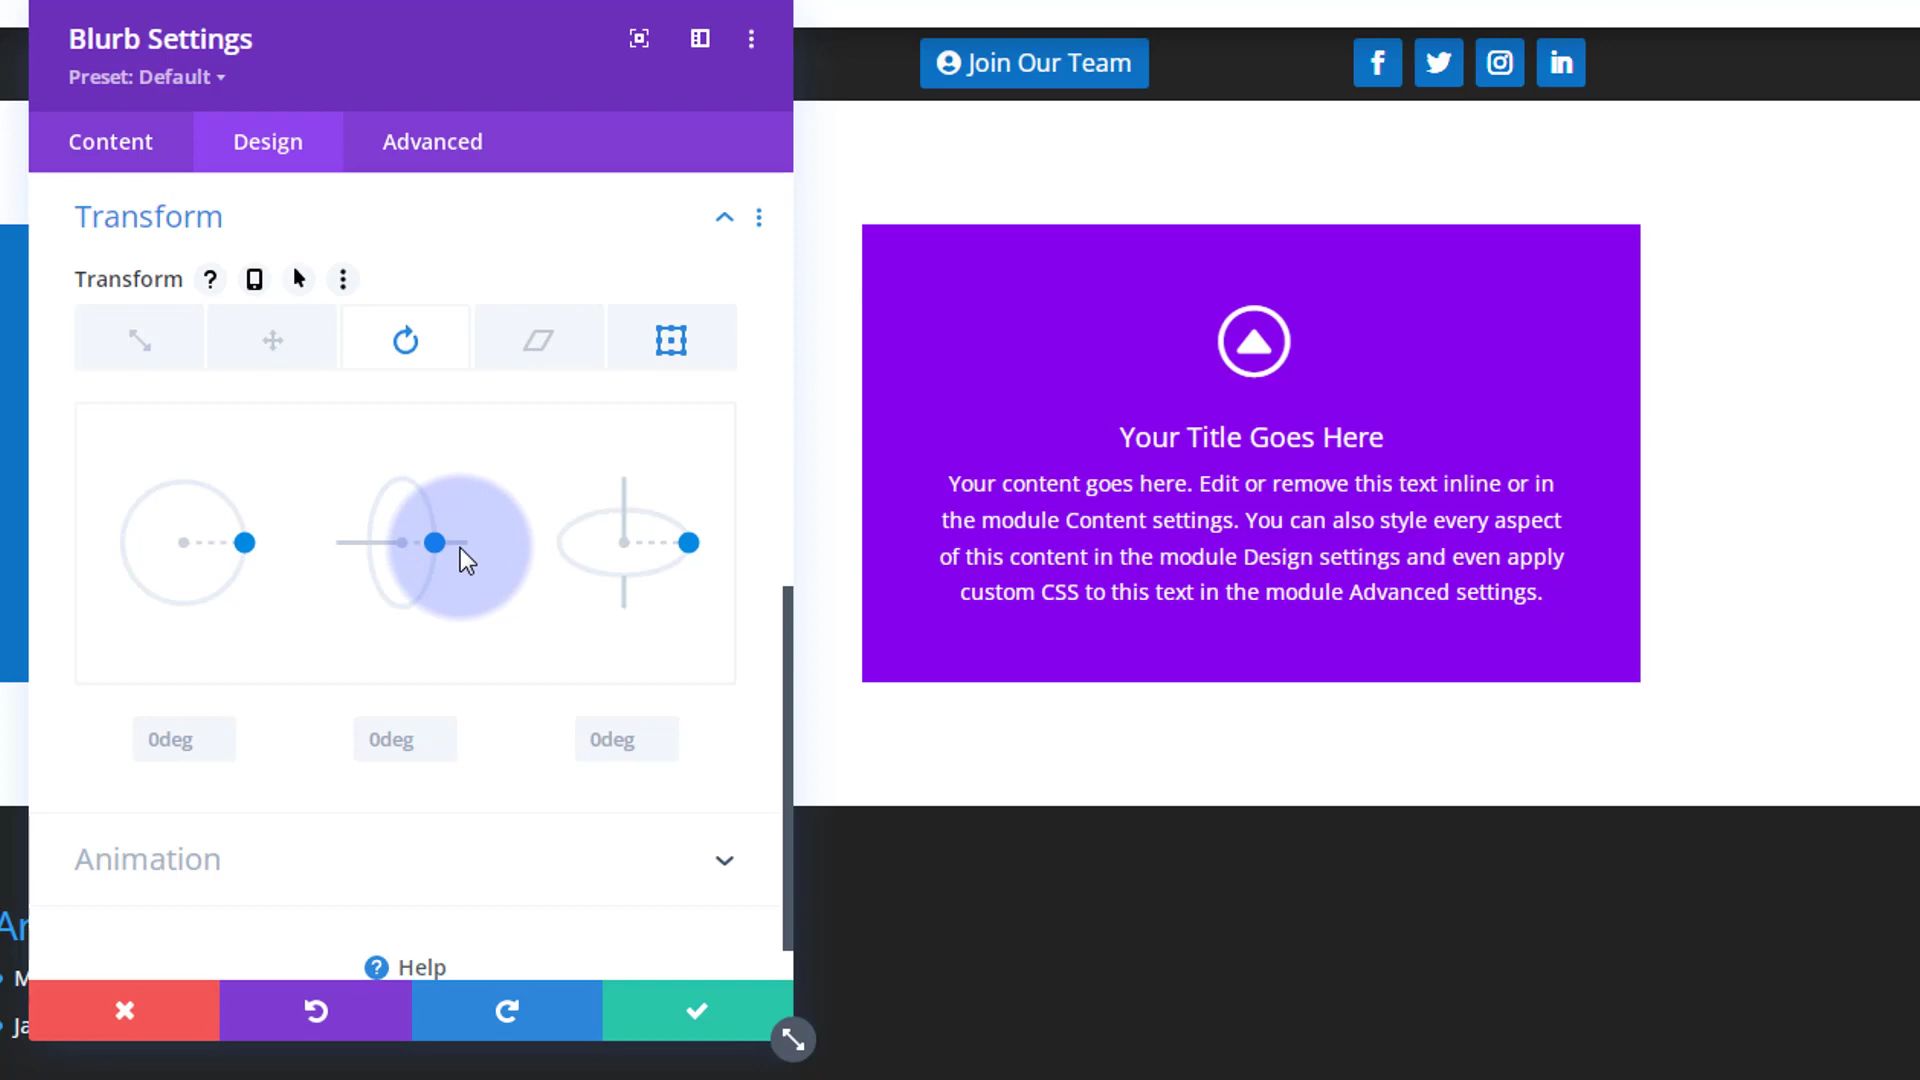 Blurb Settings
Preset: Default
Content
Design
Advanced
Transform
Transform
0deg
0deg
0deg
Animation
Help
Join Our Team
Your Title Goes Here
Your content goes here. Edit or remove this text inline or in
the module Content settings. You can also style every aspect
of this content in the module Design settings and even apply
custom CSS to this text in the module Advanced settings.